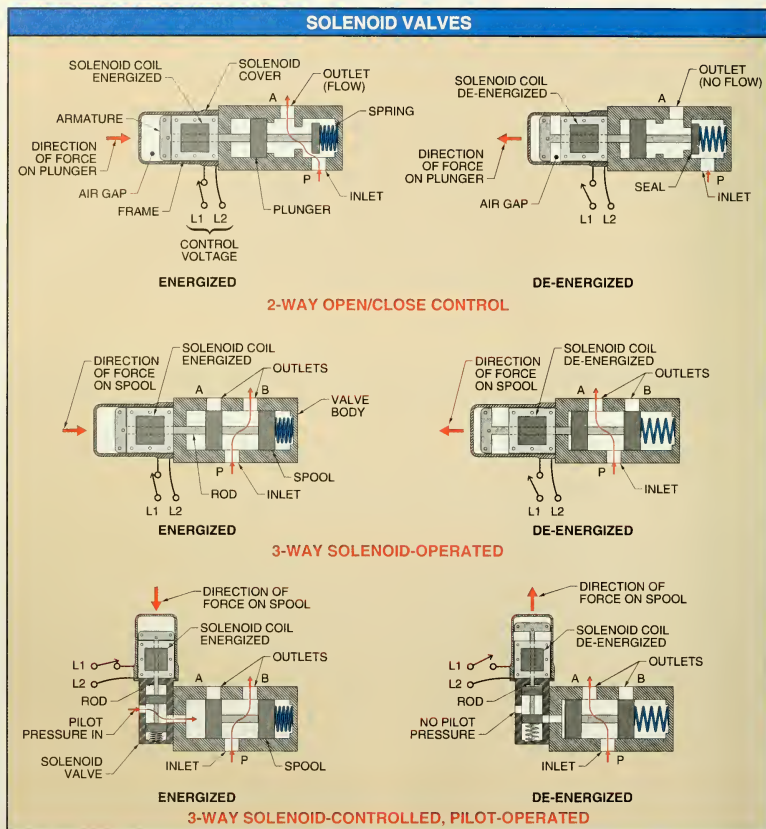 SOLENOID VALVES
SOLENOID COIL
ENERGIZED
SOLENOID
COVER
OUTLET
(FLOW)
A
SPRING
ARMATURE
DIRECTION
OF FORCE
ON PLUNGER
AIR GAP
FRAME
L1 L2
CONTROL
VOLTAGE
PLUNGER
P
INLET
ENERGIZED
SOLENOID COIL
DE-ENERGIZED
OUTLET
(NO FLOW)
A
DIRECTION
OF FORCE
ON PLUNGER
AIR GAP
L1 L2
SEAL
P
INLET
DE-ENERGIZED
2-WAY OPEN/CLOSE CONTROL
DIRECTION
OF FORCE
ON SPOOL
SOLENOID COIL
ENERGIZED
OUTLETS
A B
VALVE
BODY
P
SPOOL
ROD
INLET
L1 L2
ENERGIZED
DIRECTION
OF FORCE
ON SPOOL
SOLENOID COIL
DE-ENERGIZED
OUTLETS
A B
P
INLET
L1 L2
DE-ENERGIZED
3-WAY SOLENOID-OPERATED
DIRECTION OF
FORCE ON SPOOL
SOLENOID COIL
ENERGIZED
OUTLETS
L1
L2
A B
ROD
PILOT
PRESSURE IN
SOLENOID
VALVE
INLET
P
SPOOL
ENERGIZED
DIRECTION OF
FORCE ON SPOOL
SOLENOID COIL
DE-ENERGIZED
OUTLETS
L1
L2
A B
ROD
NO PILOT
PRESSURE
INLET
P
DE-ENERGIZED
3-WAY SOLENOID-CONTROLLED, PILOT-OPERATED